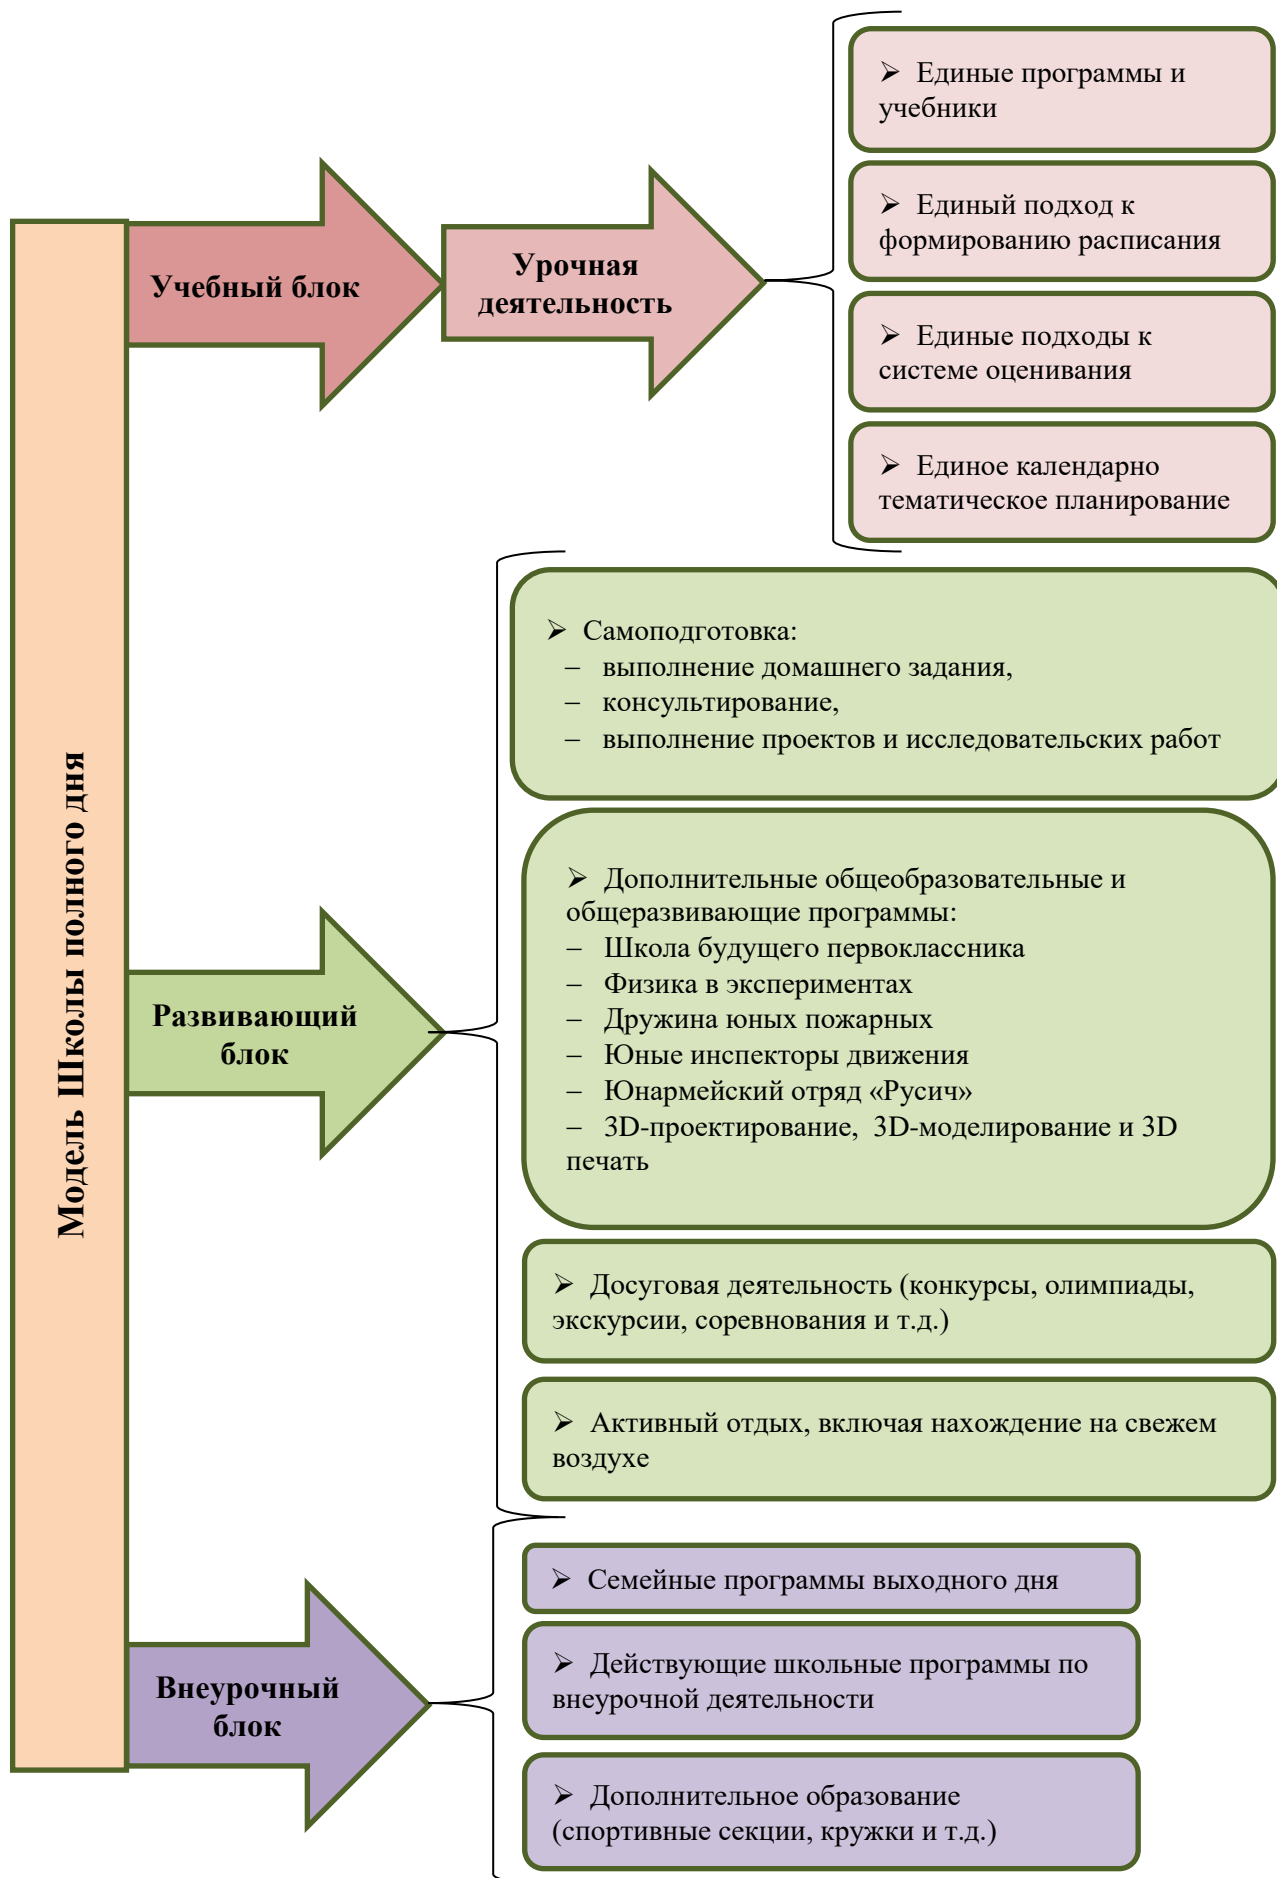 Модель Школы полного дня
Учебный блок
Урочная
деятельность
➢ Единые программы и
учебники
➢ Единый подход к
формированию расписания
➢ Единые подходы к
системе оценивания
➢ Единое календарно
тематическое планирование
Развивающий
блок
➢ Самоподготовка:
– выполнение домашнего задания,
– консультирование,
– выполнение проектов и исследовательских работ
➢ Дополнительные общеобразовательные и
общеразвивающие программы:
– Школа будущего первоклассника
– Физика в экспериментах
– Дружина юных пожарных
– Юные инспекторы движения
– Юнармейский отряд «Русич»
– 3D-проектирование, 3D-моделирование и 3D
печать
➢ Досуговая деятельность (конкурсы, олимпиады,
экскурсии, соревнования и т.д.)
➢ Активный отдых, включая нахождение на свежем
воздухе
Внеурочный
блок
➢ Семейные программы выходного дня
➢ Действующие школьные программы по
внеурочной деятельности
➢ Дополнительное образование
(спортивные секции, кружки и т.д.)